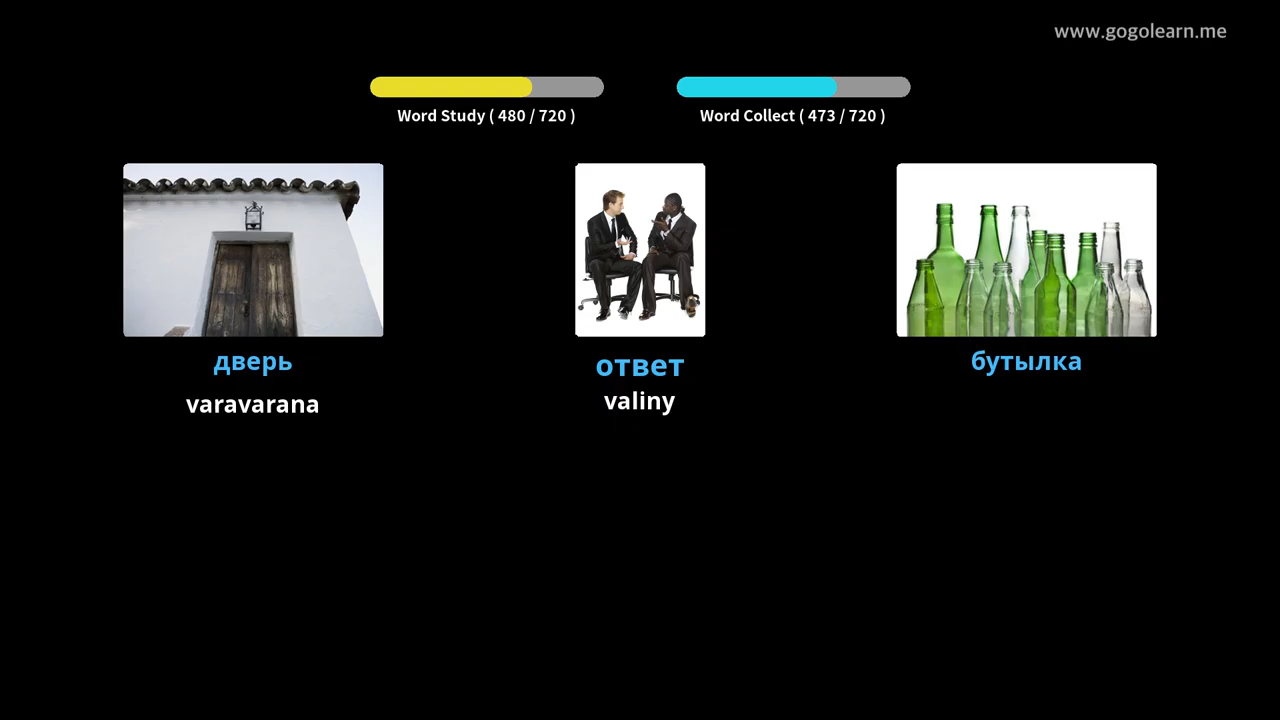 www.gogolearn.me
Word Study ( 480 / 720 )
Word Collect ( 473 / 720 )
дверь
ответ
бутылка
varavarana
valiny